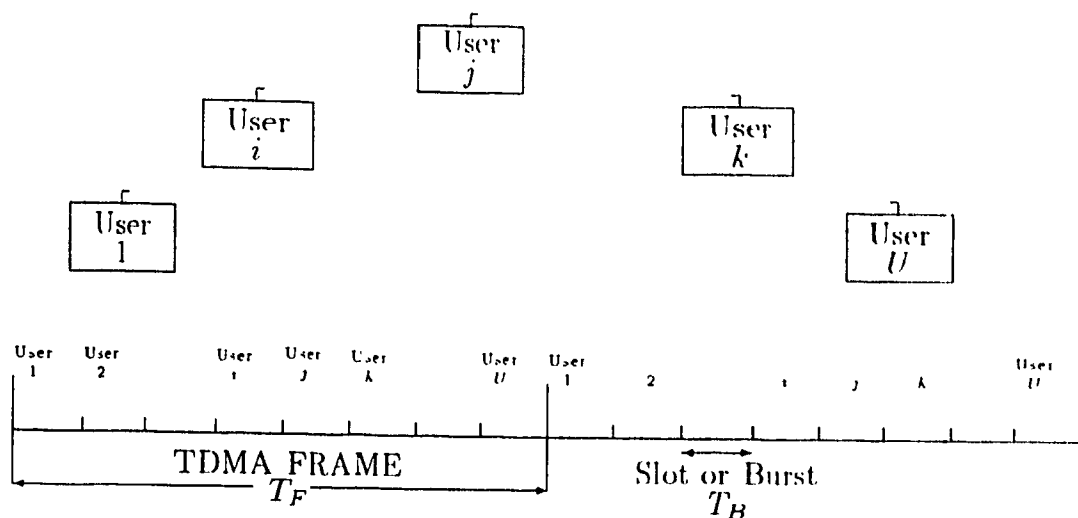 User
j
User
i
User
k
User
1
User
U
User User User User User User User User
1 2 i j k U 1 2 i j k U
TDMA FRAME
T_F
Slot or Burst
T_B